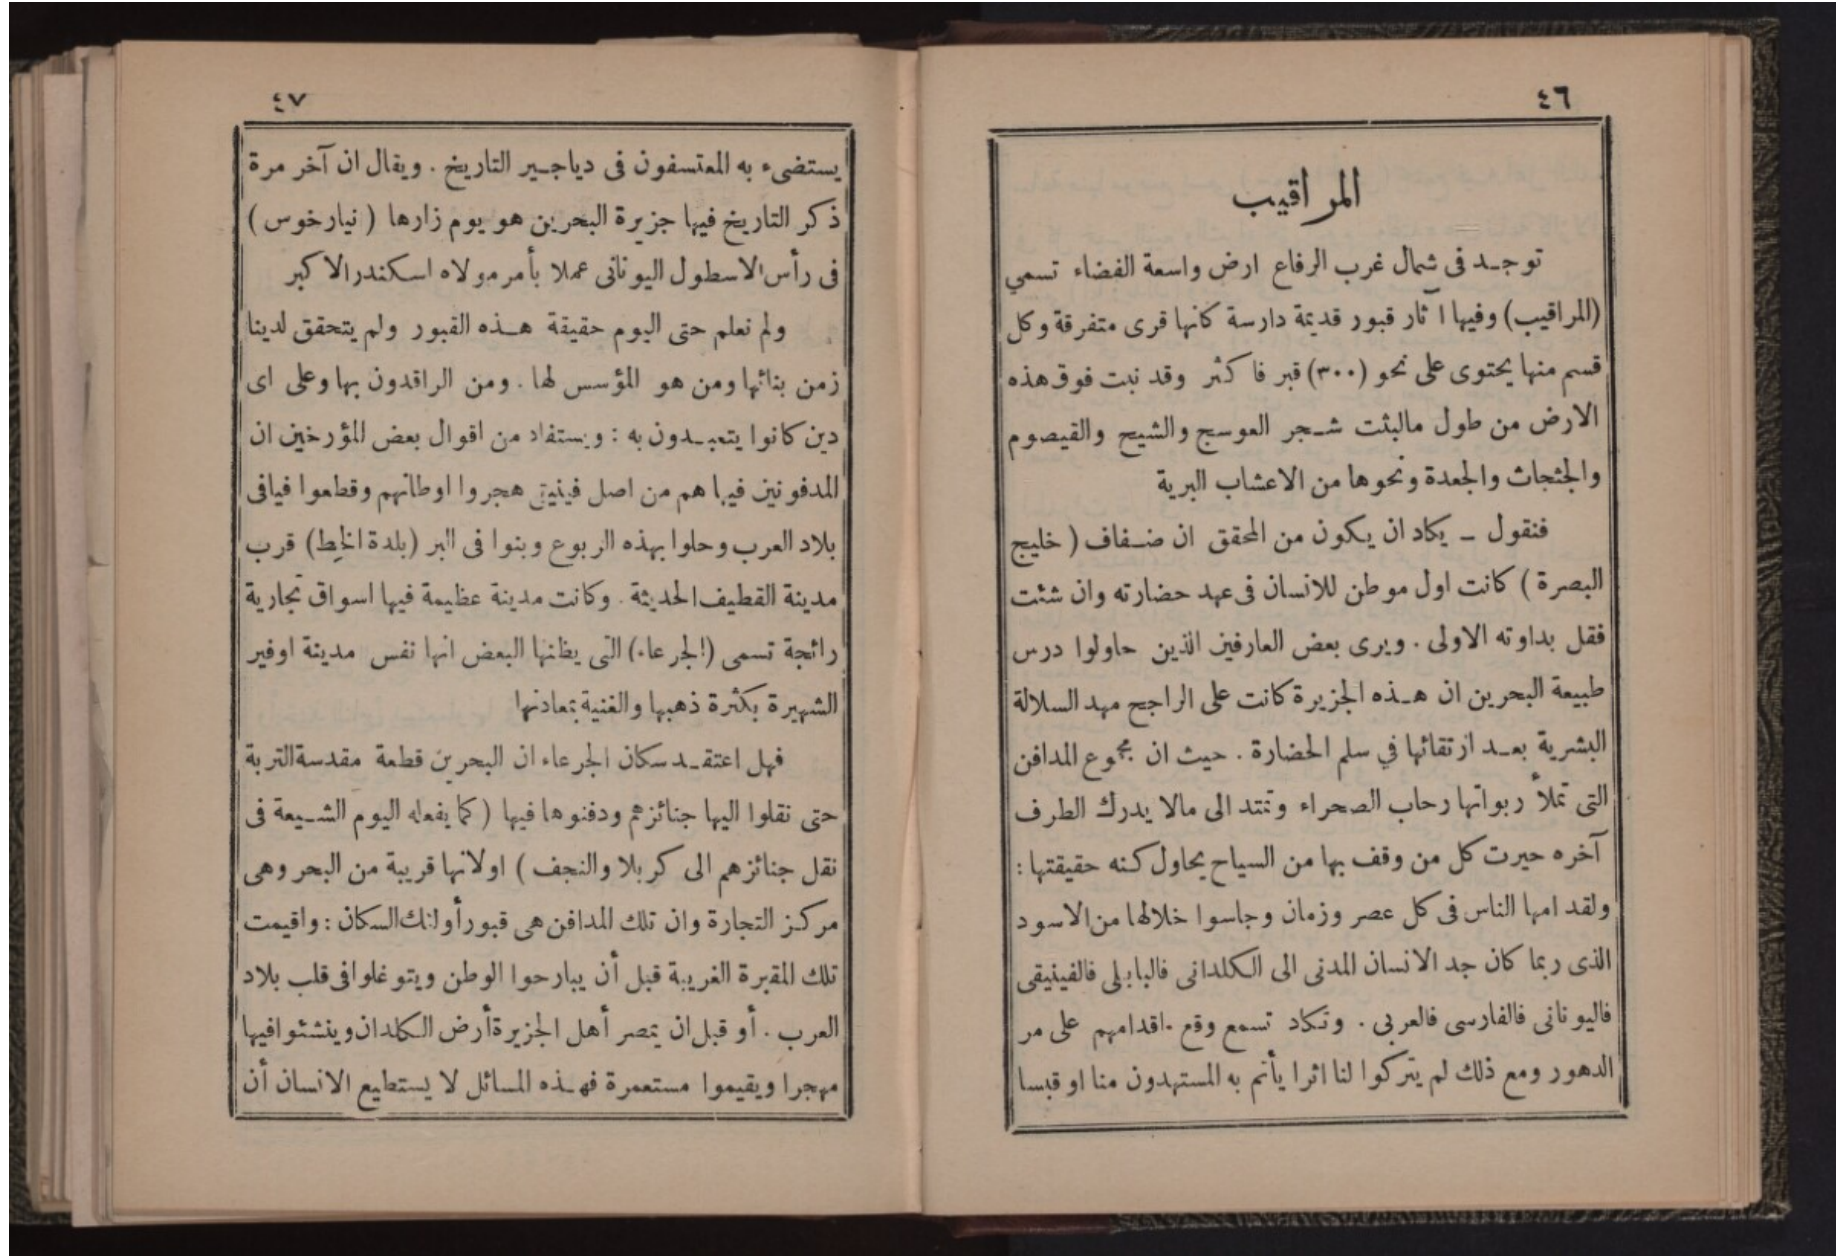 ٤٦
المراقيب
توجد فى شمال غرب الرفاع ارض واسعة الفضاء تسمي
(المراقيب) وفيها آثار قبور قديمة دارسة كانها قرى متفرقة وكل
قسم منها يحتوى على نحو (٣٠٠) قبر فاكثر وقد نبت فوق هذه
الارض من طول مالبثت شجر العوسج والشيح والقيصوم
والجثجاث والجعدة ونحوها من الاعشاب البرية
فنقول ـ يكاد ان يكون من المحقق ان ضفاف ( خليج
البصرة ) كانت اول موطن للانسان فى عهد حضارته وان شئت
فقل بداوته الاولى . ويرى بعض العارفين الذين حاولوا درس
طبيعة البحرين ان هذه الجزيرة كانت على الراجح مهد السلالة
البشرية بعد ارتقائها في سلم الحضارة . حيث ان مجموع المدافن
التى تملأ ربواتها رحاب الصحراء وتمتد الى مالا يدرك الطرف
آخره حيرت كل من وقف بها من السياح يحاول كنه حقيقتها :
ولقد امها الناس فى كل عصر وزمان وجاسوا خلالها من الاسود
الذى ربما كان جد الانسان المدنى الى الكلدانى فالبابلى فالفينيقى
فاليونانى فالفارسى فالعربى . وتكاد تسمع وقع اقدامهم على مر
الدهور ومع ذلك لم يتركوا لنا اثرا يأتم به المستهدون منا او قبسا
٤٧
يستضىء به المعتسفون فى دياجير التاريخ . ويقال ان آخر مرة
ذكر التاريخ فيها جزيرة البحرين هو يوم زارها ( نيارخوس )
فى رأس الاسطول اليونانى عملا بأمر مولاه اسكندر الاكبر
ولم نعلم حتى اليوم حقيقة هذه القبور ولم يتحقق لدينا
زمن بنائها ومن هو المؤسس لها . ومن الراقدون بها وعلى اى
دين كانوا يتعبدون به : ويستفاد من اقوال بعض المؤرخين ان
المدفونين فيها هم من اصل فينيقى هجروا اوطانهم وقطعوا فيافى
بلاد العرب وحلوا بهذه الربوع وبنوا فى البر (بلدة الخِط) قرب
مدينة القطيف الحديثة . وكانت مدينة عظيمة فيها اسواق تجارية
رائجة تسمى (الجرعاء) التى يظنها البعض انها نفس مدينة اوفير
الشهيرة بكثرة ذهبها والغنية بمعادنها
فهل اعتقد سكان الجرعاء ان البحرين قطعة مقدسة التربة
حتى نقلوا اليها جنائزهم ودفنوها فيها ( كما يفعله اليوم الشيعة فى
نقل جنائزهم الى كربلا والنجف ) اولانها قريبة من البحر وهى
مركز التجارة وان تلك المدافن هى قبور أولئك السكان : واقيمت
تلك المقبرة الغريبة قبل أن يبارحوا الوطن ويتوغلوا فى قلب بلاد
العرب . أو قبل ان يمصر أهل الجزيرة أرض الكلدان وينشئوا فيها
مهجرا ويقيموا مستعمرة فهذه المسائل لا يستطيع الانسان أن